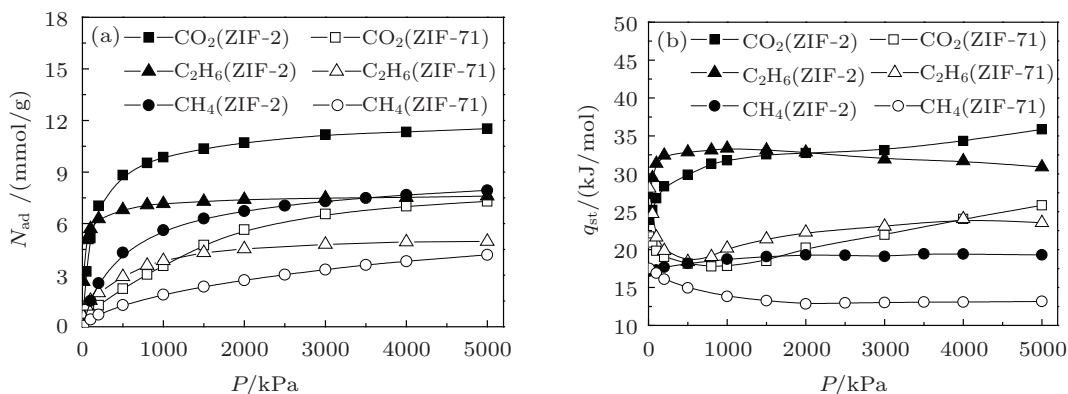 (a)
CO₂(ZIF-2) CO₂(ZIF-71)
C₂H₆(ZIF-2) C₂H₆(ZIF-71)
CH₄(ZIF-2) CH₄(ZIF-71)
18
15
12
9
6
3
0
N_ad /(mmol/g)
0 1000 2000 3000 4000 5000
P/kPa
(b)
CO₂(ZIF-2) CO₂(ZIF-71)
C₂H₆(ZIF-2) C₂H₆(ZIF-71)
CH₄(ZIF-2) CH₄(ZIF-71)
50
45
40
35
30
25
20
15
10
q_st/(kJ/mol)
0 1000 2000 3000 4000 5000
P/kPa